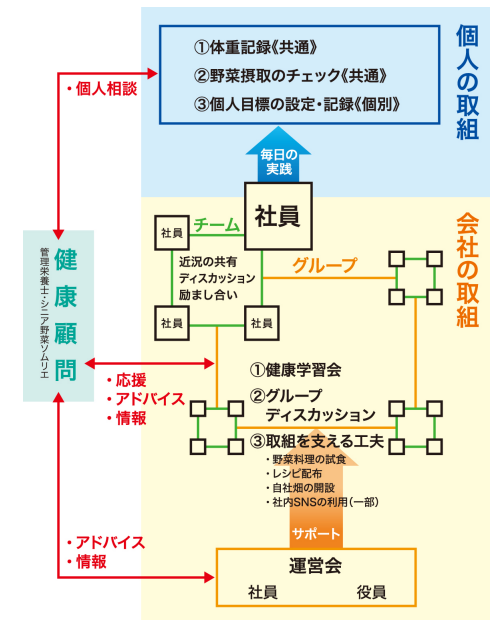 個人の取組
①体重記録《共通》
②野菜摂取のチェック《共通》
③個人目標の設定・記録《個別》
・個人相談
毎日の
実践
会社の取組
社員
社員
チーム
グループ
近況の共有
ディスカッション
励まし合い
社員
社員
健康顧問
管理栄養士・シニア野菜ソムリエ
・応援
・アドバイス
・情報
①健康学習会
②グループ
ディスカッション
③取組を支える工夫
・野菜料理の試食
・レシピ配布
・自社畑の開設
・社内SNSの利用(一部)
サポート
・アドバイス
・情報
運営会
社員 役員